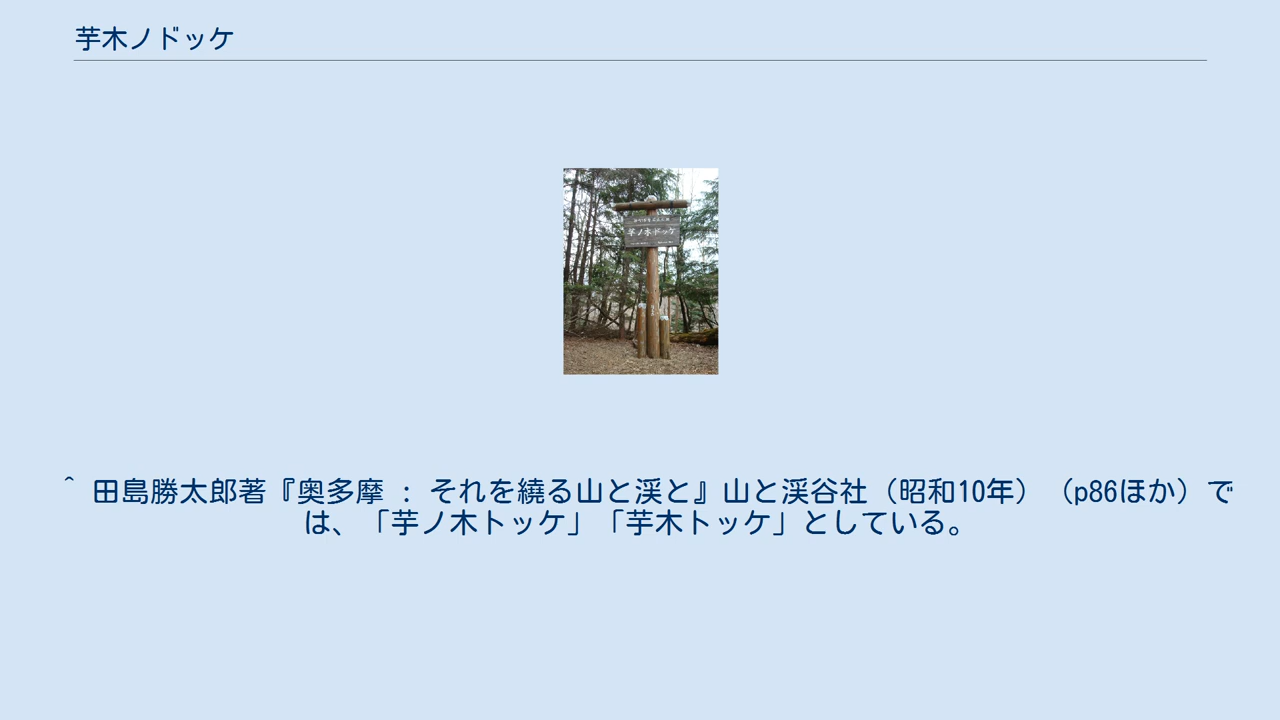 芋木ノドッケ
芋ノ木ドッケ
^ 田島勝太郎著『奥多摩 : それを繞る山と渓と』山と渓谷社（昭和10年）（p86ほか）で
は、「芋ノ木トッケ」「芋木トッケ」としている。